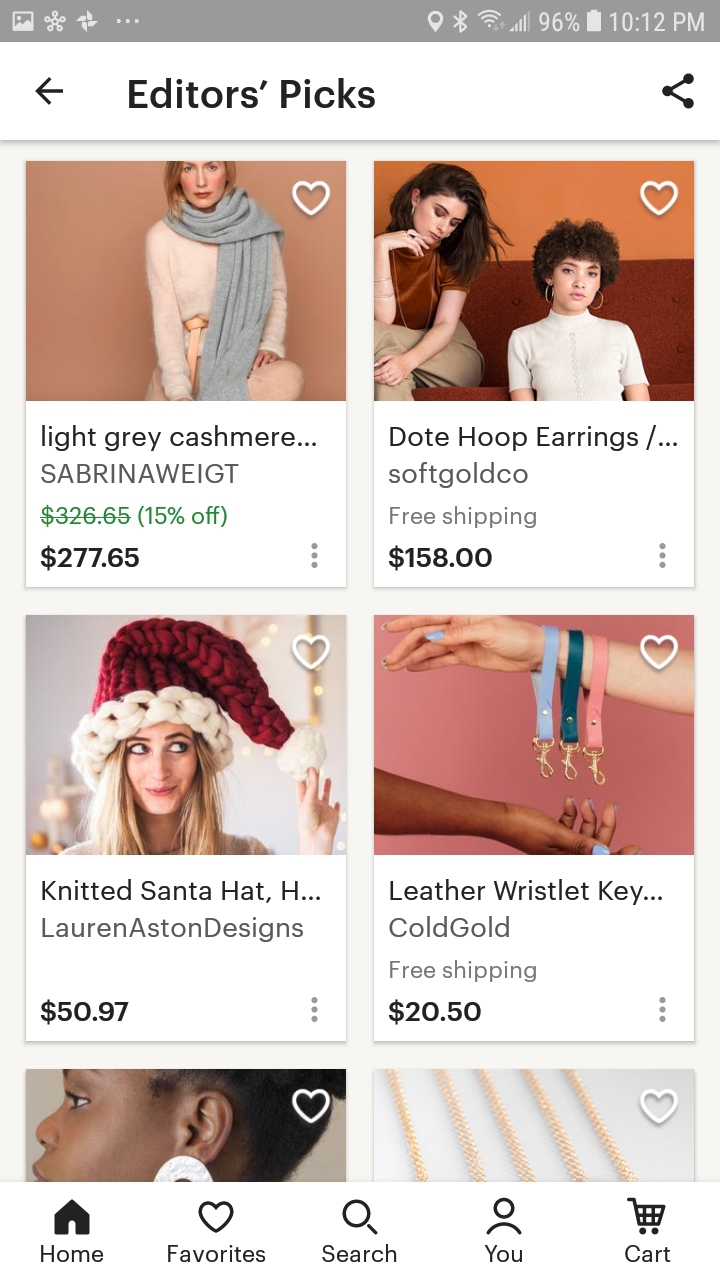 96% 10:12 PM
Editors’ Picks
light grey cashmere...
SABRINAWEIGT
$326.65 (15% off)
$277.65
Dote Hoop Earrings /...
softgoldco
Free shipping
$158.00
Knitted Santa Hat, H...
LaurenAstonDesigns
$50.97
Leather Wristlet Key...
ColdGold
Free shipping
$20.50
Home Favorites Search You Cart